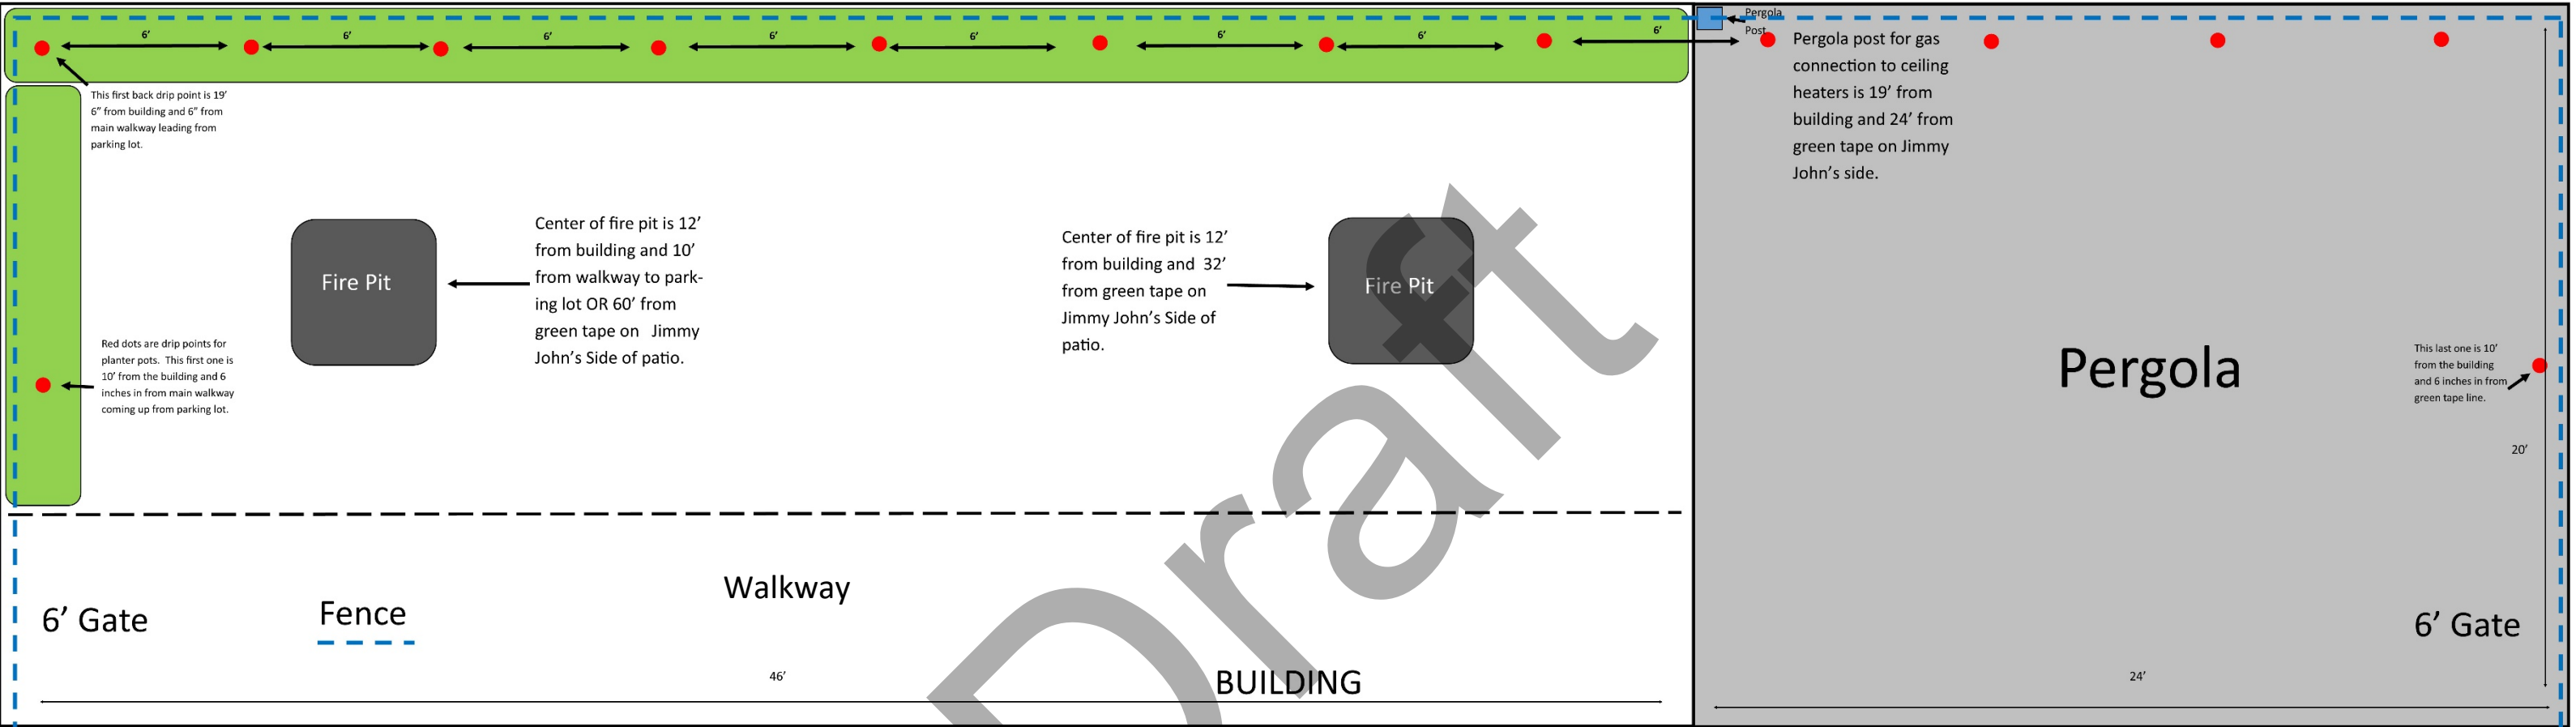 6’ 6’ 6’ 6’ 6’ 6’ 6’
Pergola
Post
This first back drip point is 19’
6” from building and 6” from
main walkway leading from
parking lot.
Pergola post for gas
connection to ceiling
heaters is 19’ from
building and 24’ from
green tape on Jimmy
John’s side.
Fire Pit
Center of fire pit is 12’
from building and 10’
from walkway to park-
ing lot OR 60’ from
green tape on Jimmy
John’s Side of patio.
Center of fire pit is 12’
from building and 32’
from green tape on
Jimmy John’s Side of
patio.
Fire Pit
Red dots are drip points for
planter pots. This first one is
10’ from the building and 6
inches in from main walkway
coming up from parking lot.
Pergola
This last one is 10’
from the building
and 6 inches in from
green tape line.
20’
Draft
Walkway
6’ Gate
Fence
6’ Gate
46’
BUILDING
24’